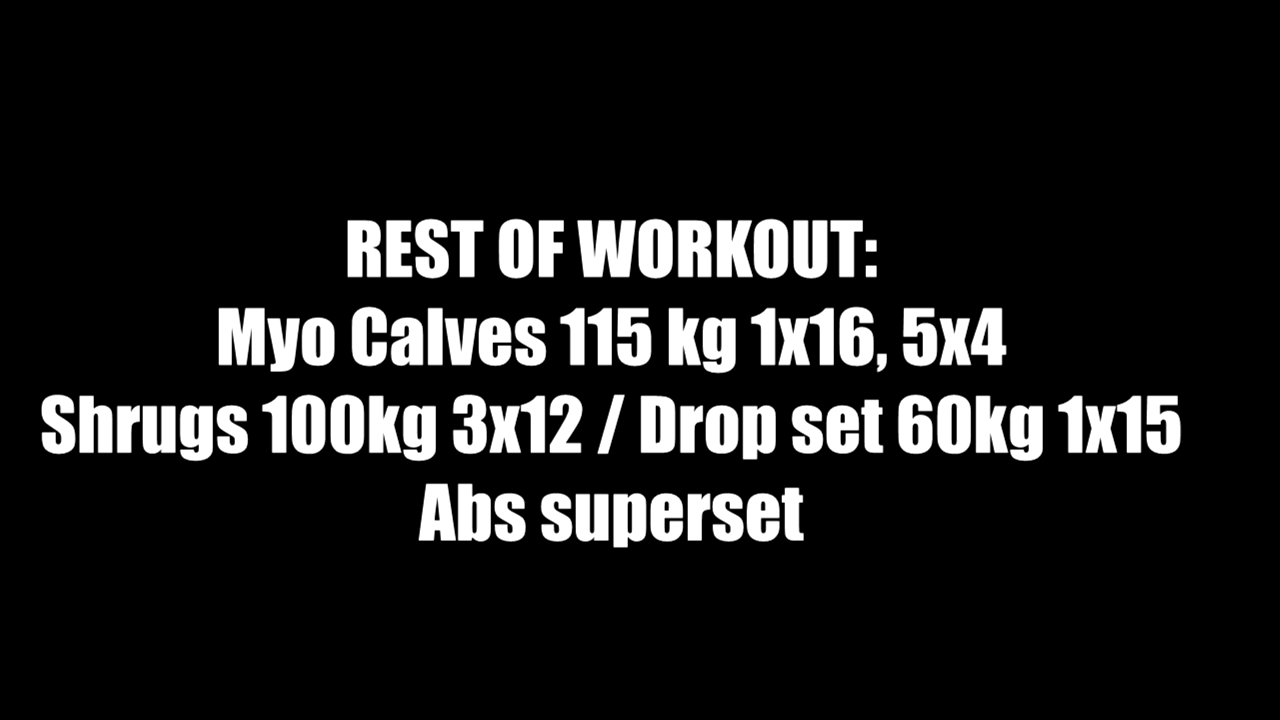 REST OF WORKOUT:
Myo Calves 115 kg 1x16, 5x4
Shrugs 100kg 3x12 / Drop set 60kg 1x15
Abs superset